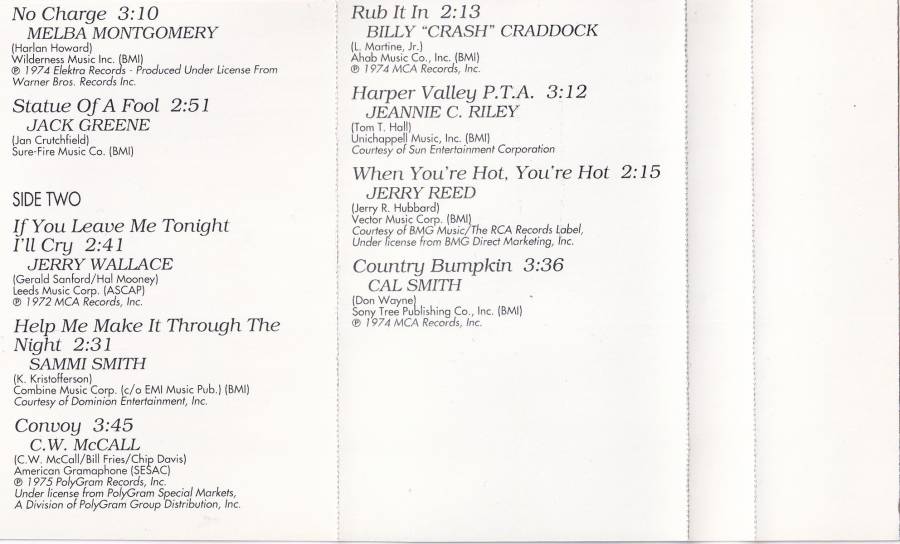 No Charge 3:10
MELBA MONTGOMERY
(Harlan Howard)
Wilderness Music Inc. (BMI)
℗ 1974 Elektra Records - Produced Under License From
Warner Bros. Records Inc.
Statue Of A Fool 2:51
JACK GREENE
(Jan Crutchfield)
Sure-Fire Music Co. (BMI)
SIDE TWO
If You Leave Me Tonight
I'll Cry 2:41
JERRY WALLACE
(Gerald Sanford/Hal Mooney)
Leeds Music Corp. (ASCAP)
℗ 1972 MCA Records, Inc.
Help Me Make It Through The
Night 2:31
SAMMI SMITH
(K. Kristofferson)
Combine Music Corp. (c/o EMI Music Pub.) (BMI)
Courtesy of Dominion Entertainment, Inc.
Convoy 3:45
C.W. McCALL
(C.W. McCall/Bill Fries/Chip Davis)
American Gramaphone (SESAC)
℗ 1975 PolyGram Records, Inc.
Under license from PolyGram Special Markets,
A Division of PolyGram Group Distribution, Inc.
Rub It In 2:13
BILLY "CRASH" CRADDOCK
(L. Martine, Jr.)
Ahab Music Co., Inc. (BMI)
℗ 1974 MCA Records, Inc.
Harper Valley P.T.A. 3:12
JEANNIE C. RILEY
(Tom T. Hall)
Unichappell Music, Inc. (BMI)
Courtesy of Sun Entertainment Corporation
When You're Hot, You're Hot 2:15
JERRY REED
(Jerry R. Hubbard)
Vector Music Corp. (BMI)
Courtesy of BMG Music/The RCA Records Label,
Under license from BMG Direct Marketing, Inc.
Country Bumpkin 3:36
CAL SMITH
(Don Wayne)
Sony Tree Publishing Co., Inc. (BMI)
℗ 1974 MCA Records, Inc.